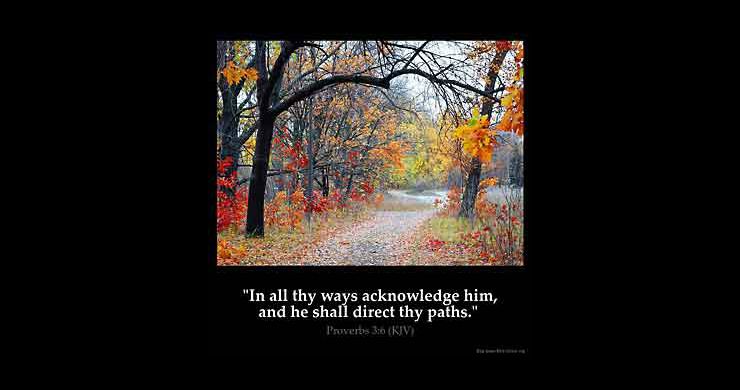 "In all thy ways acknowledge him,
and he shall direct thy paths."
Proverbs 3:6 (KJV)